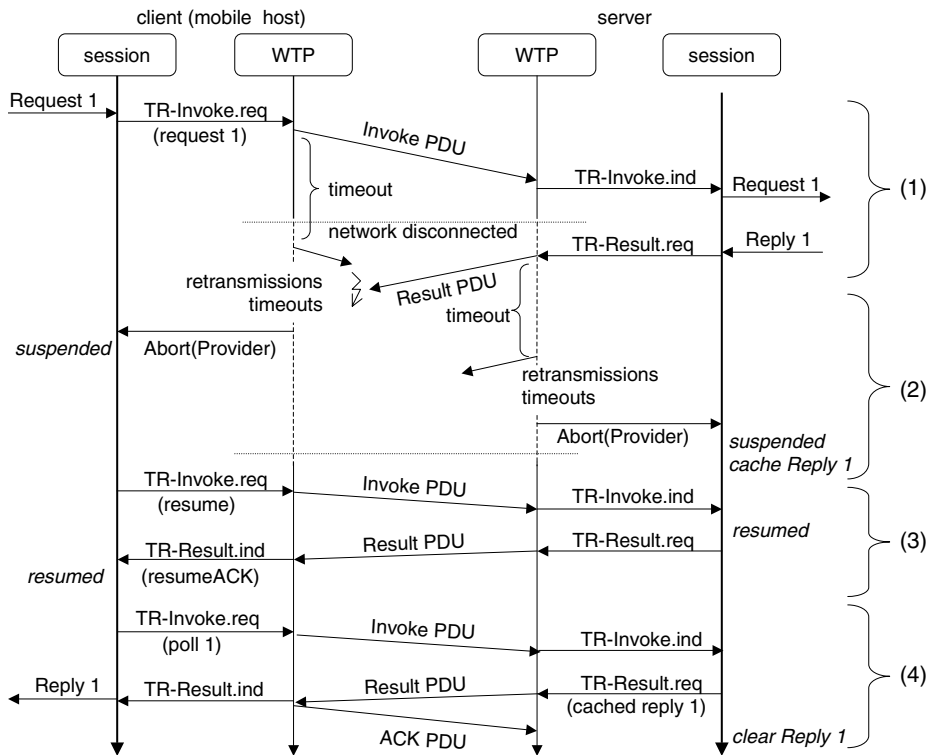 client (mobile host)
server
session
WTP
WTP
session
Request 1
TR-Invoke.req
(request 1)
Invoke PDU
timeout
TR-Invoke.ind
Request 1
(1)
network disconnected
TR-Result.req
Reply 1
retransmissions
timeouts
Result PDU
timeout
Abort(Provider)
suspended
retransmissions
timeouts
(2)
Abort(Provider)
suspended
cache Reply 1
TR-Invoke.req
(resume)
Invoke PDU
TR-Invoke.ind
resumed
TR-Result.ind
(resumeACK)
Result PDU
TR-Result.req
(3)
resumed
TR-Invoke.req
(poll 1)
Invoke PDU
TR-Invoke.ind
(4)
Reply 1
TR-Result.ind
Result PDU
TR-Result.req
(cached reply 1)
ACK PDU
clear Reply 1